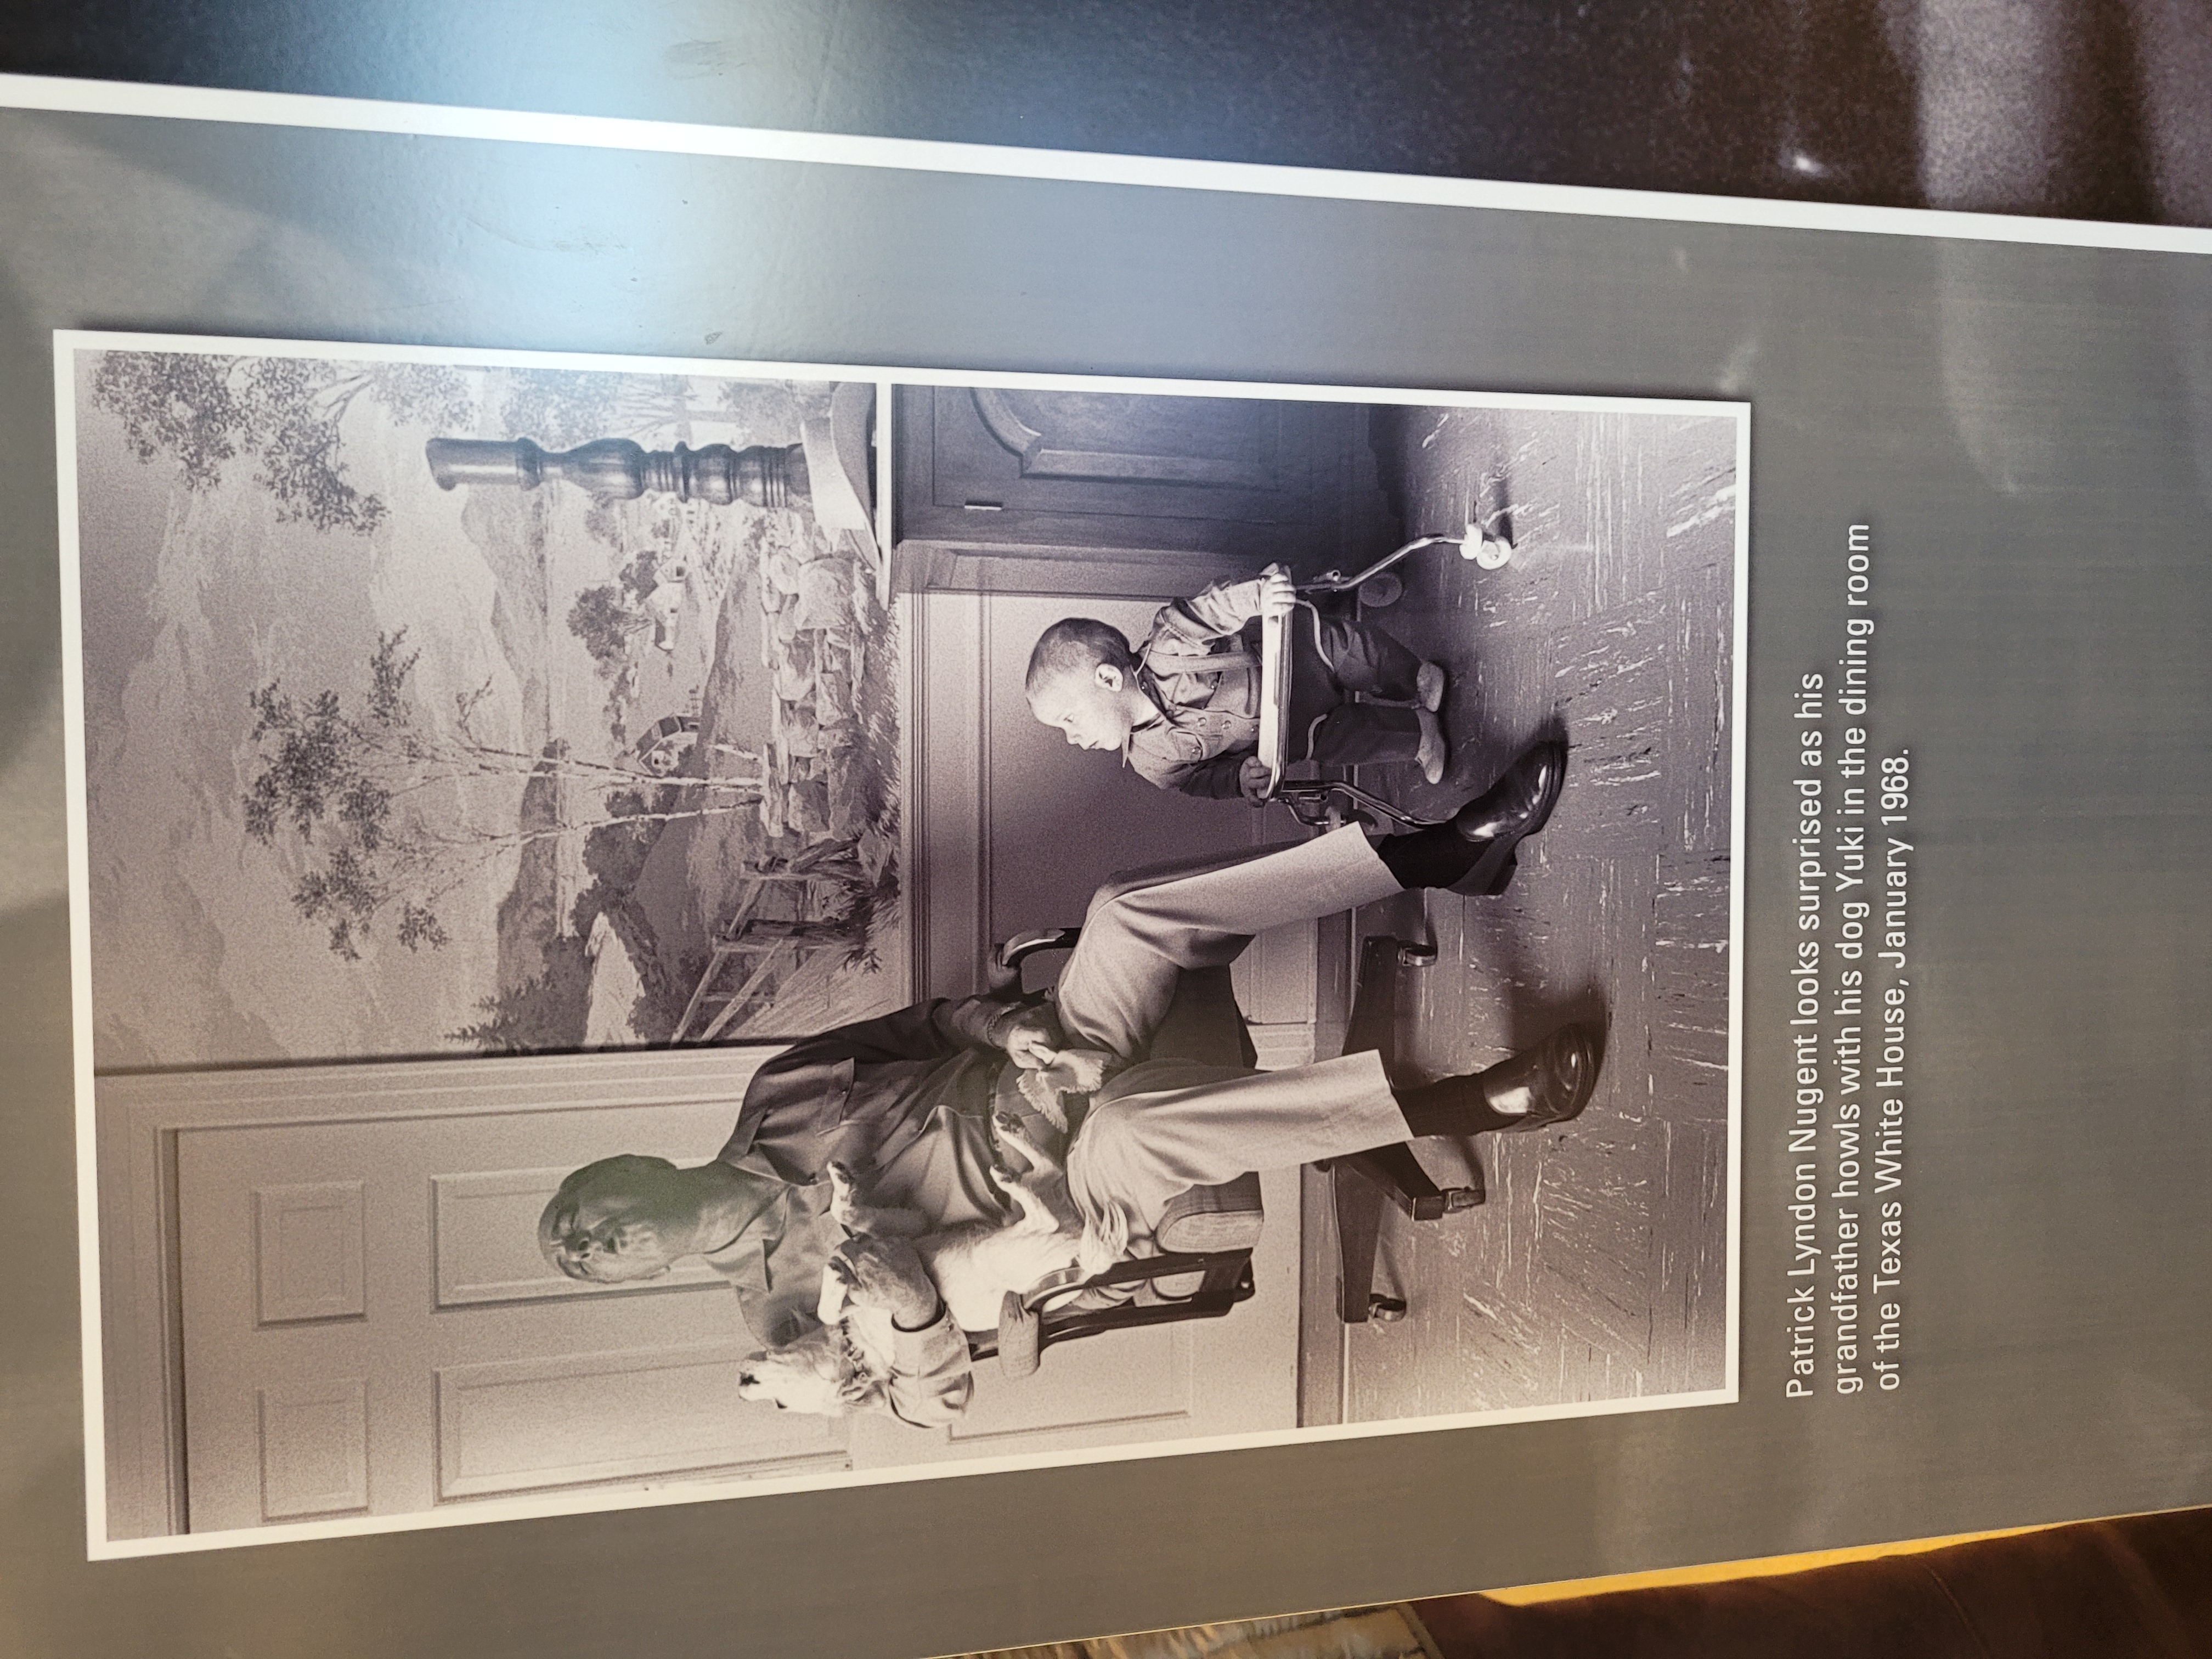 Patrick Lyndon Nugent looks surprised as his
grandfather howls with his dog Yuki in the dining room
of the Texas White House, January 1968.